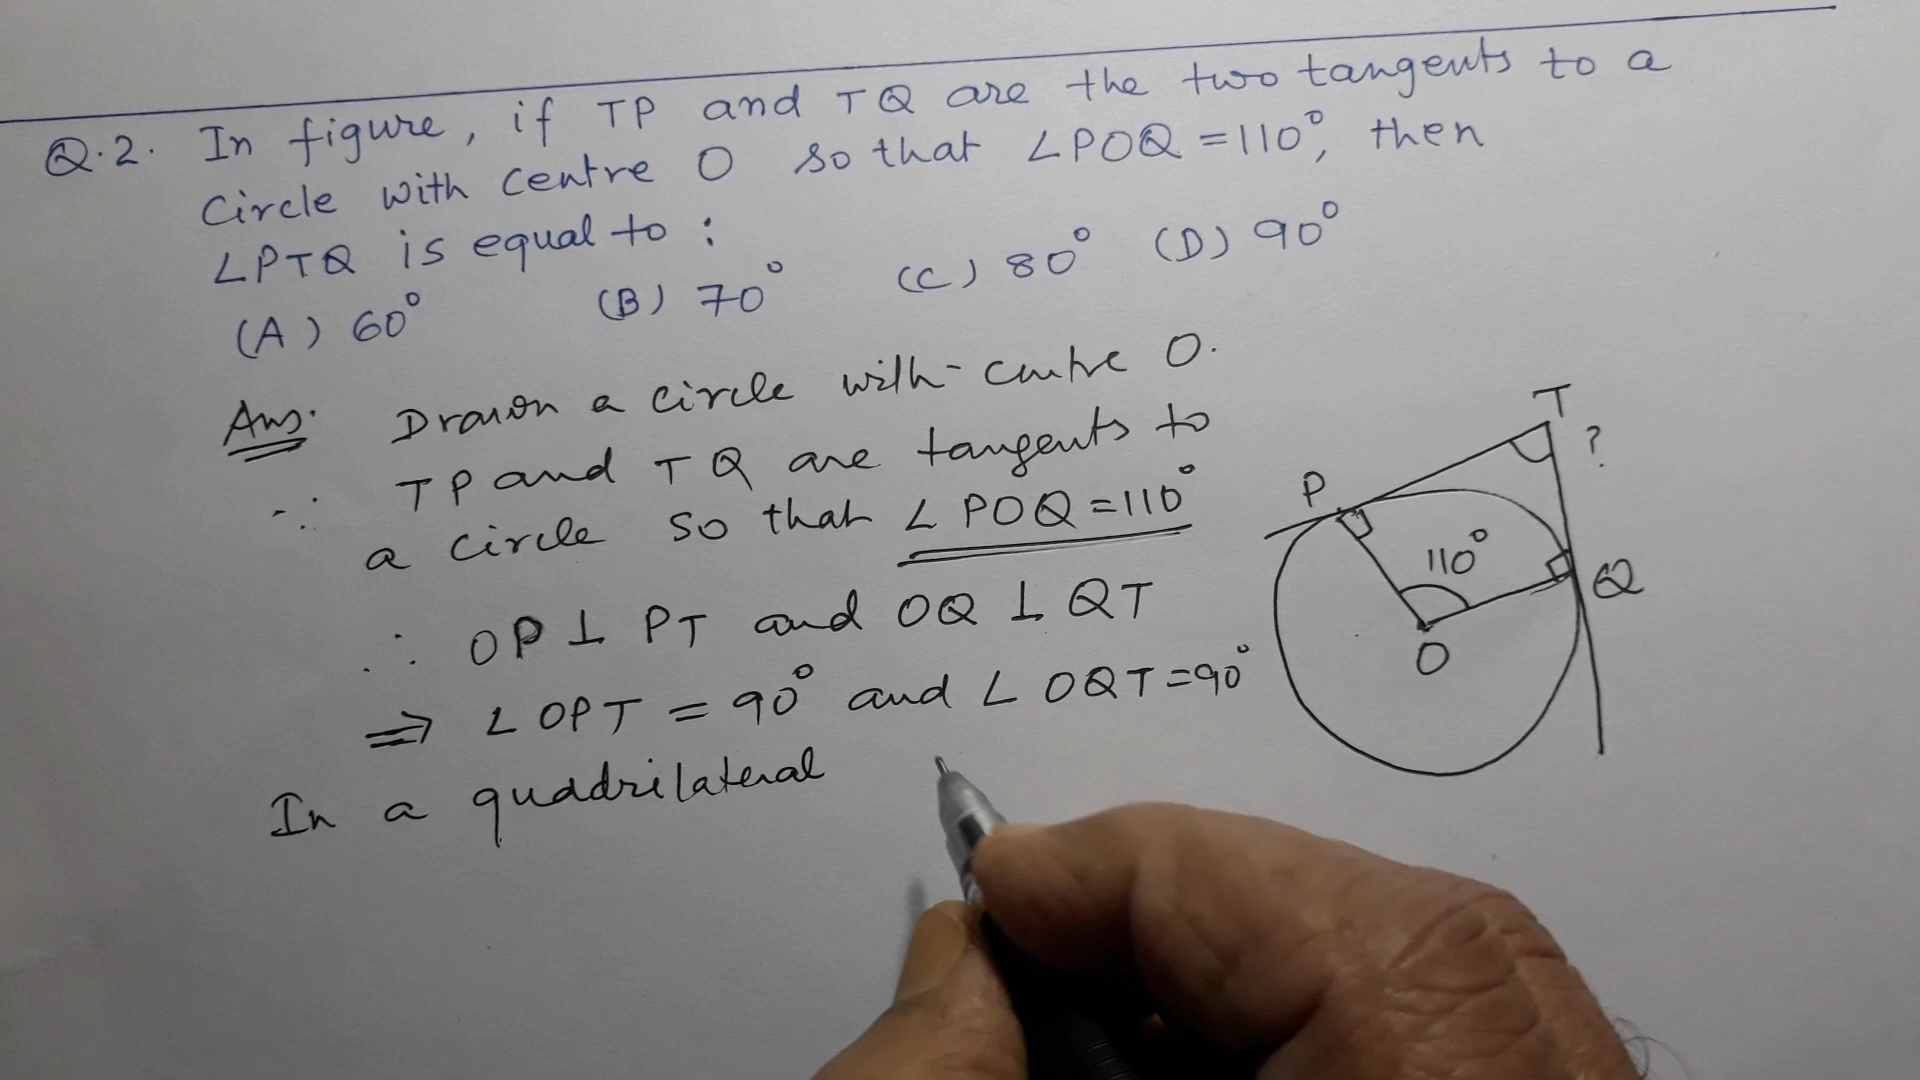 Q.2. In figure, if TP and TQ are the two tangents to a
Circle with centre O so that ∠POQ = 110°, then
∠PTQ is equal to :
(A) 60° (B) 70° (C) 80° (D) 90°
Ans. Drawn a circle with centre O.
∵ TP and TQ are tangents to
a circle so that ∠POQ = 110°
∴ OP ⊥ PT and OQ ⊥ QT
⇒ ∠OPT = 90° and ∠OQT = 90°
In a quadrilateral
T
?
P
110°
Q
O